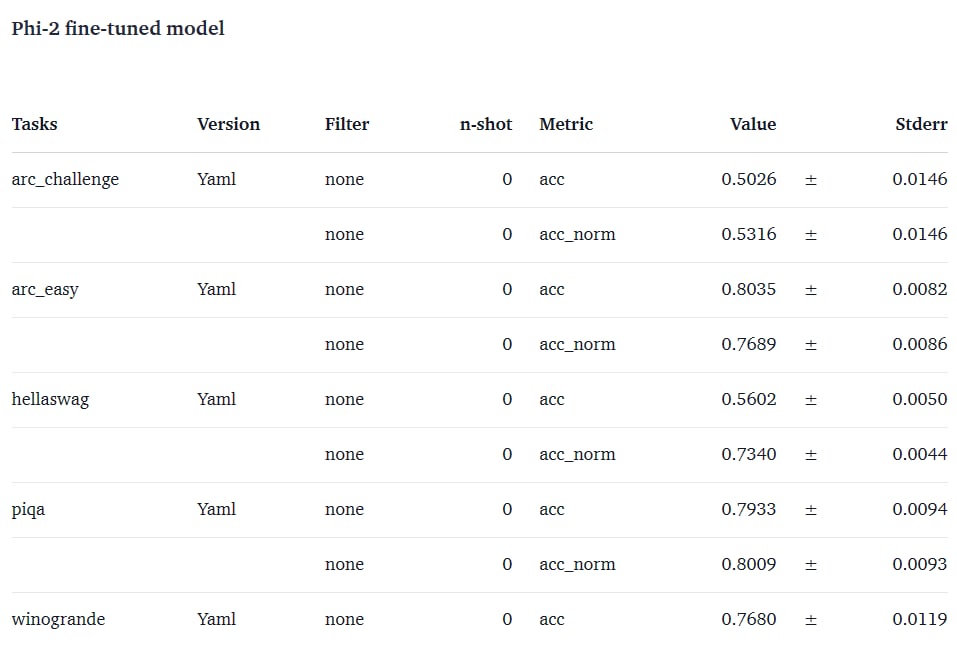 Phi-2 fine-tuned model
Tasks Version Filter n-shot Metric Value Stderr
arc_challenge Yaml none 0 acc 0.5026 ± 0.0146
none 0 acc_norm 0.5316 ± 0.0146
arc_easy Yaml none 0 acc 0.8035 ± 0.0082
none 0 acc_norm 0.7689 ± 0.0086
hellaswag Yaml none 0 acc 0.5602 ± 0.0050
none 0 acc_norm 0.7340 ± 0.0044
piqa Yaml none 0 acc 0.7933 ± 0.0094
none 0 acc_norm 0.8009 ± 0.0093
winogrande Yaml none 0 acc 0.7680 ± 0.0119